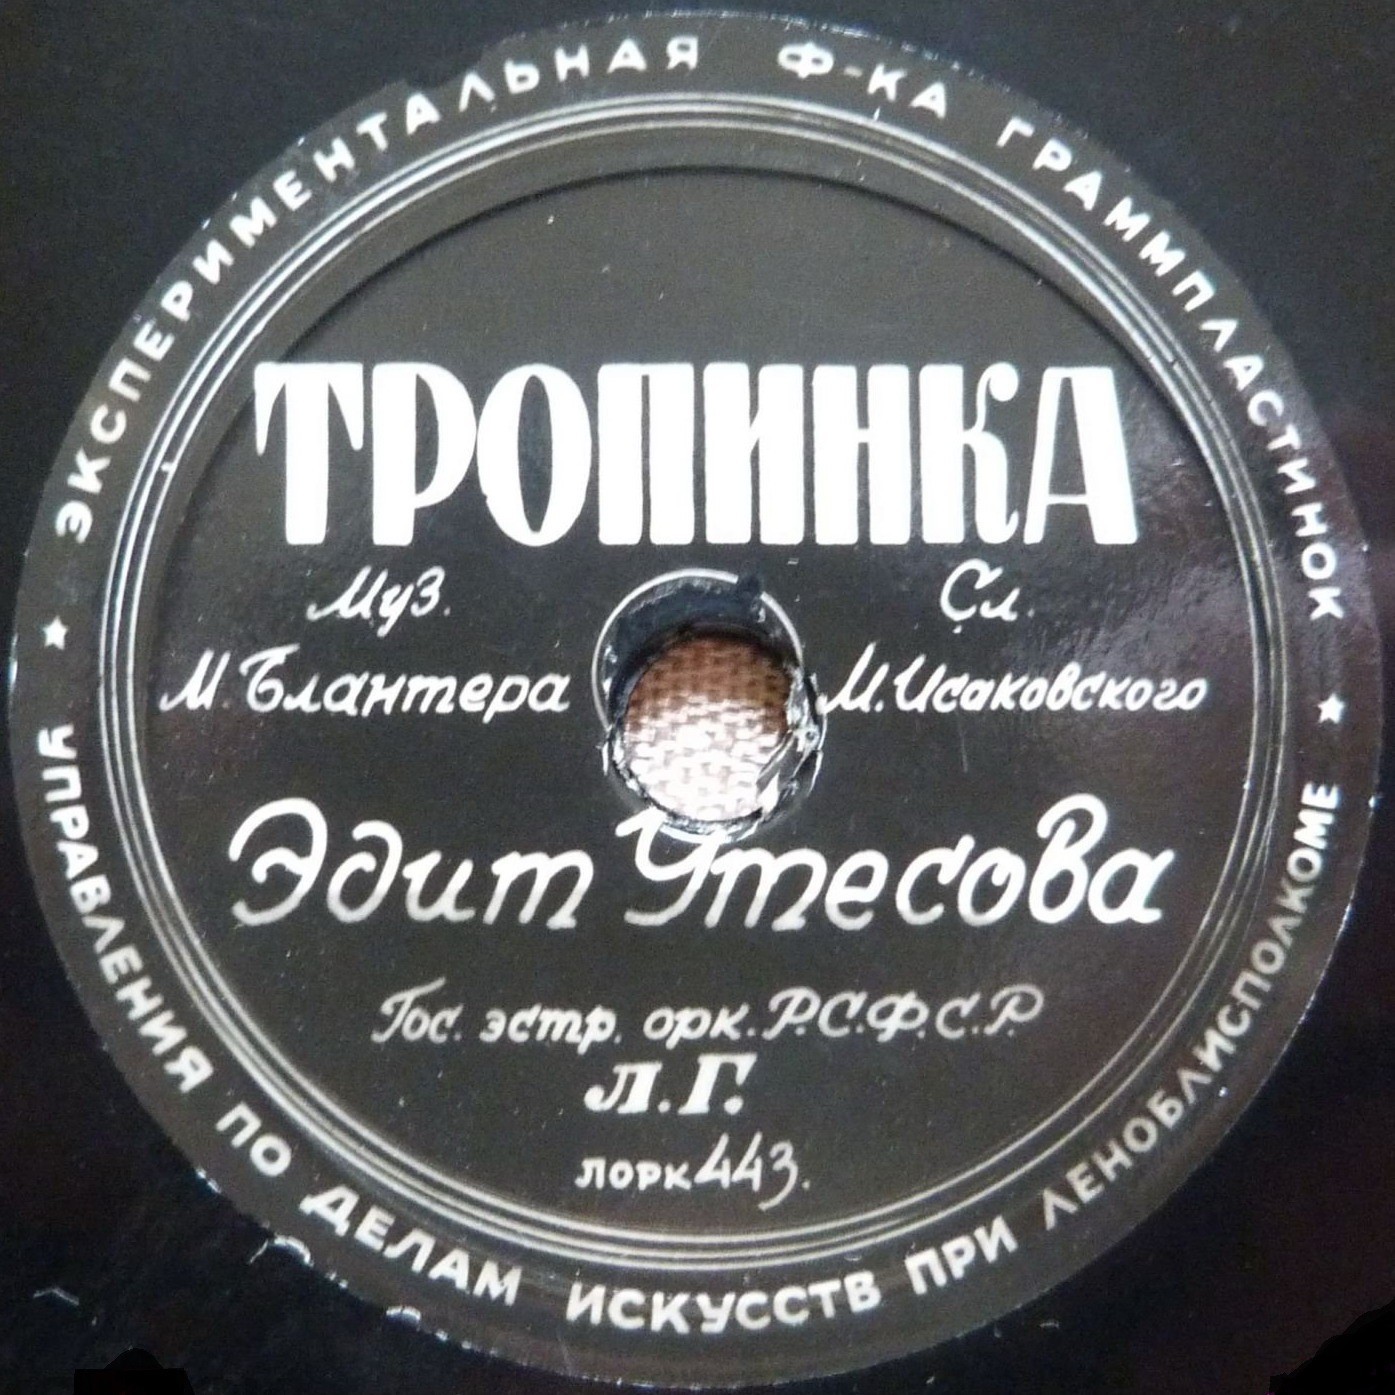 ЭКСПЕРИМЕНТАЛЬНАЯ Ф-КА ГРАММПЛАСТИНОК
ТРОПИНКА
Муз. Сл.
М. Блантера М. Исаковского
Эдит Утесова
Гос. эстр. орк. Р.С.Ф.С.Р
Л.Г.
ЛОРК 443.
УПРАВЛЕНИЯ ПО ДЕЛАМ ИСКУССТВ ПРИ ЛЕНОБЛИСПОЛКОМЕ